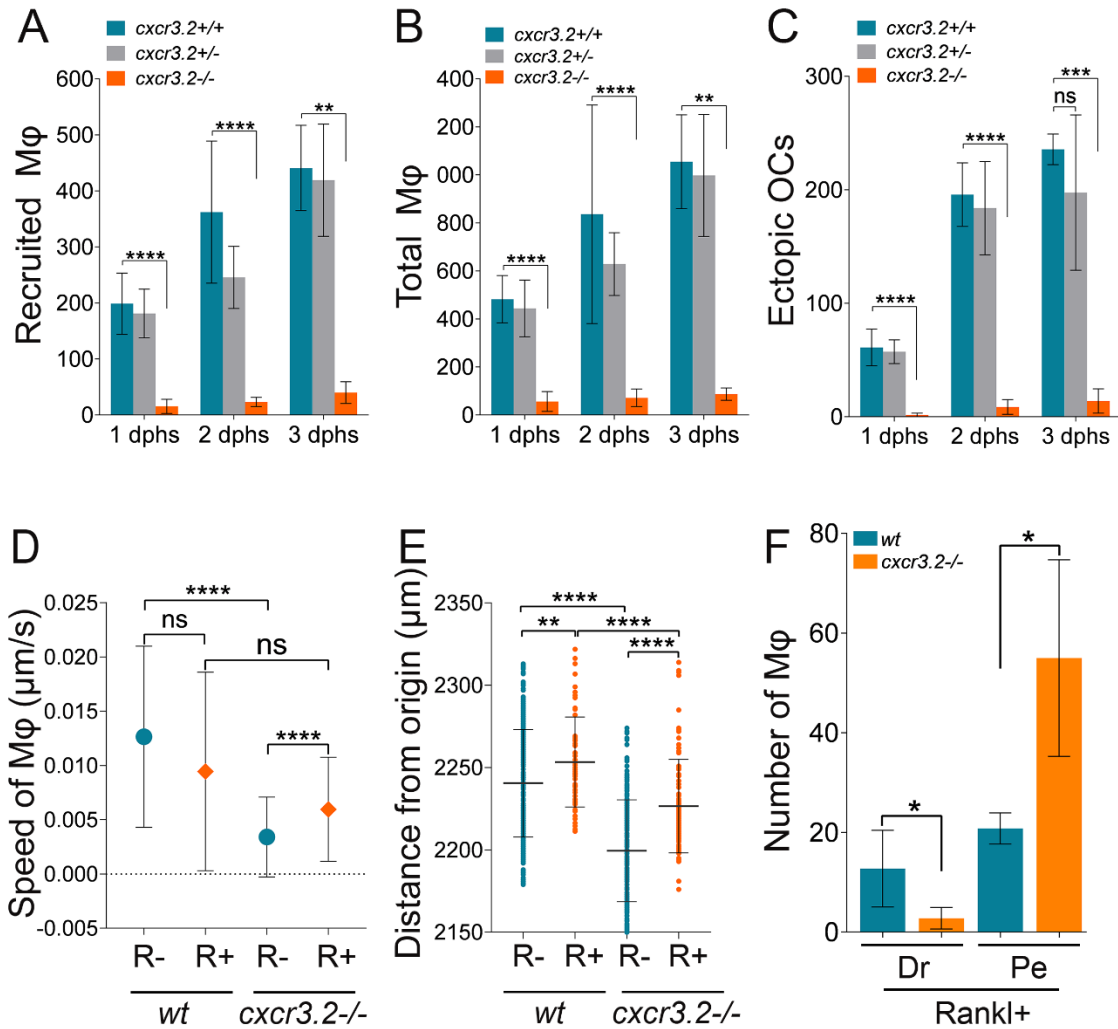 A
cxcr3.2+/+
cxcr3.2+/-
cxcr3.2-/-
Recruited Mφ
600
500
400
300
200
100
0
****
****
**
1 dphs
2 dphs
3 dphs
B
cxcr3.2+/+
cxcr3.2+/-
cxcr3.2-/-
Total Mφ
400
200
000
800
600
400
200
0
****
****
**
1 dphs
2 dphs
3 dphs
C
cxcr3.2+/+
cxcr3.2+/-
cxcr3.2-/-
Ectopic OCs
300
200
100
0
****
****
***
ns
1 dphs
2 dphs
3 dphs
D
Speed of Mφ (µm/s)
0.025
0.020
0.015
0.010
0.005
0.000
-0.005
****
ns
ns
****
R-
R+
R-
R+
wt
cxcr3.2-/-
E
Distance from origin (µm)
2350
2300
2250
2200
2150
****
**
****
****
R-
R+
R-
R+
wt
cxcr3.2-/-
F
wt
cxcr3.2-/-
Number of Mφ
80
60
40
20
0
*
*
Dr
Pe
Rankl+